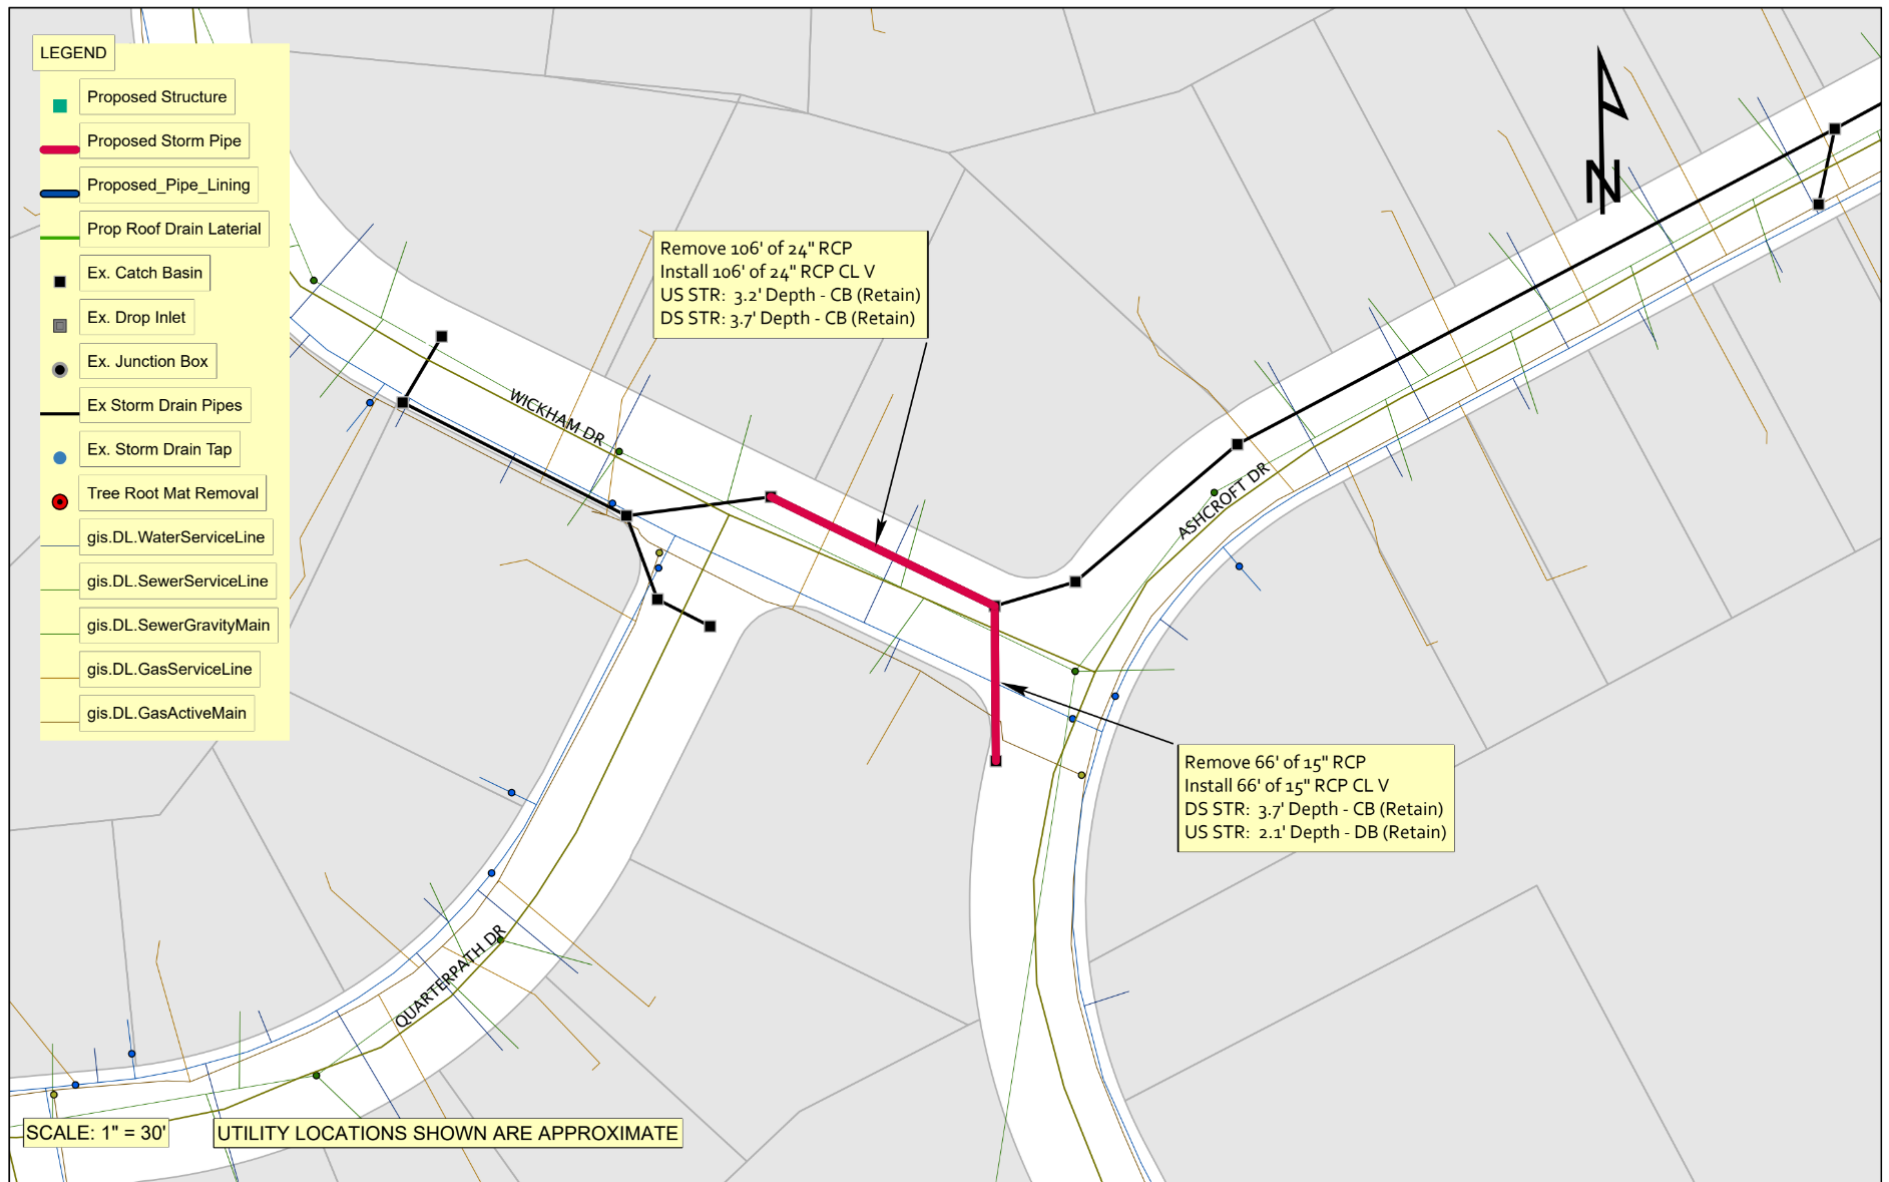 LEGEND
Proposed Structure
Proposed Storm Pipe
Proposed_Pipe_Lining
Prop Roof Drain Laterial
Ex. Catch Basin
Ex. Drop Inlet
Ex. Junction Box
Ex Storm Drain Pipes
Ex. Storm Drain Tap
Tree Root Mat Removal
gis.DL.WaterServiceLine
gis.DL.SewerServiceLine
gis.DL.SewerGravityMain
gis.DL.GasServiceLine
gis.DL.GasActiveMain
Remove 106' of 24" RCP
Install 106' of 24" RCP CL V
US STR: 3.2' Depth - CB (Retain)
DS STR: 3.7' Depth - CB (Retain)
N
WICKHAM DR
ASHCROFT DR
Remove 66' of 15" RCP
Install 66' of 15" RCP CL V
DS STR: 3.7' Depth - CB (Retain)
US STR: 2.1' Depth - DB (Retain)
QUARTERPATH DR
SCALE: 1" = 30'
UTILITY LOCATIONS SHOWN ARE APPROXIMATE